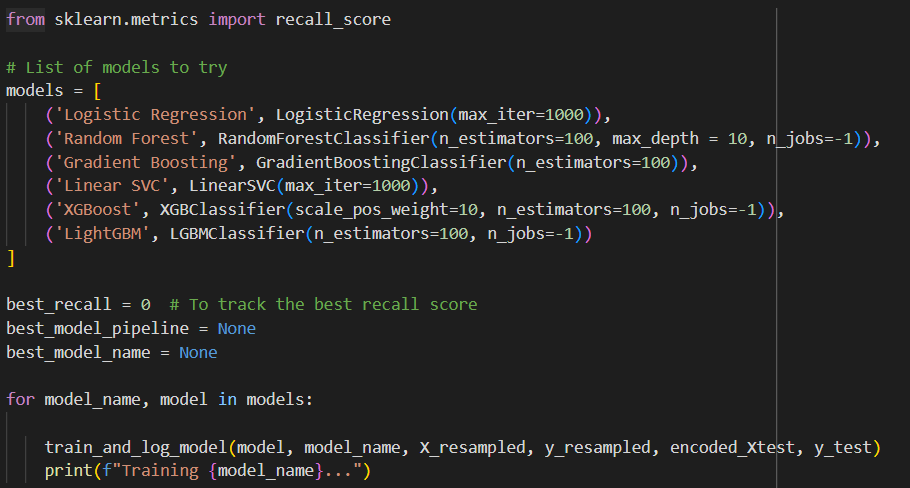 from sklearn.metrics import recall_score
# List of models to try
models = [
('Logistic Regression', LogisticRegression(max_iter=1000)),
('Random Forest', RandomForestClassifier(n_estimators=100, max_depth = 10, n_jobs=-1)),
('Gradient Boosting', GradientBoostingClassifier(n_estimators=100)),
('Linear SVC', LinearSVC(max_iter=1000)),
('XGBoost', XGBClassifier(scale_pos_weight=10, n_estimators=100, n_jobs=-1)),
('LightGBM', LGBMClassifier(n_estimators=100, n_jobs=-1))
]
best_recall = 0  # To track the best recall score
best_model_pipeline = None
best_model_name = None
for model_name, model in models:
train_and_log_model(model, model_name, X_resampled, y_resampled, encoded_Xtest, y_test)
print(f"Training {model_name}...")